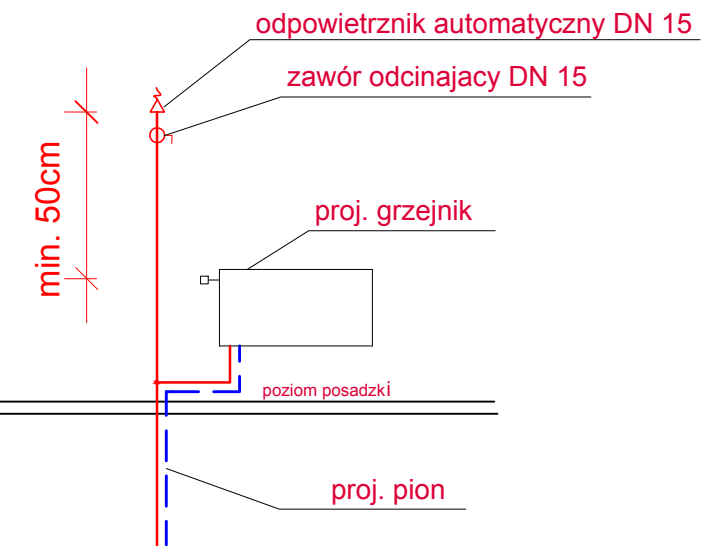 odpowietrznik automatyczny DN 15
zawór odcinajacy DN 15
min. 50cm
proj. grzejnik
poziom posadzki
proj. pion